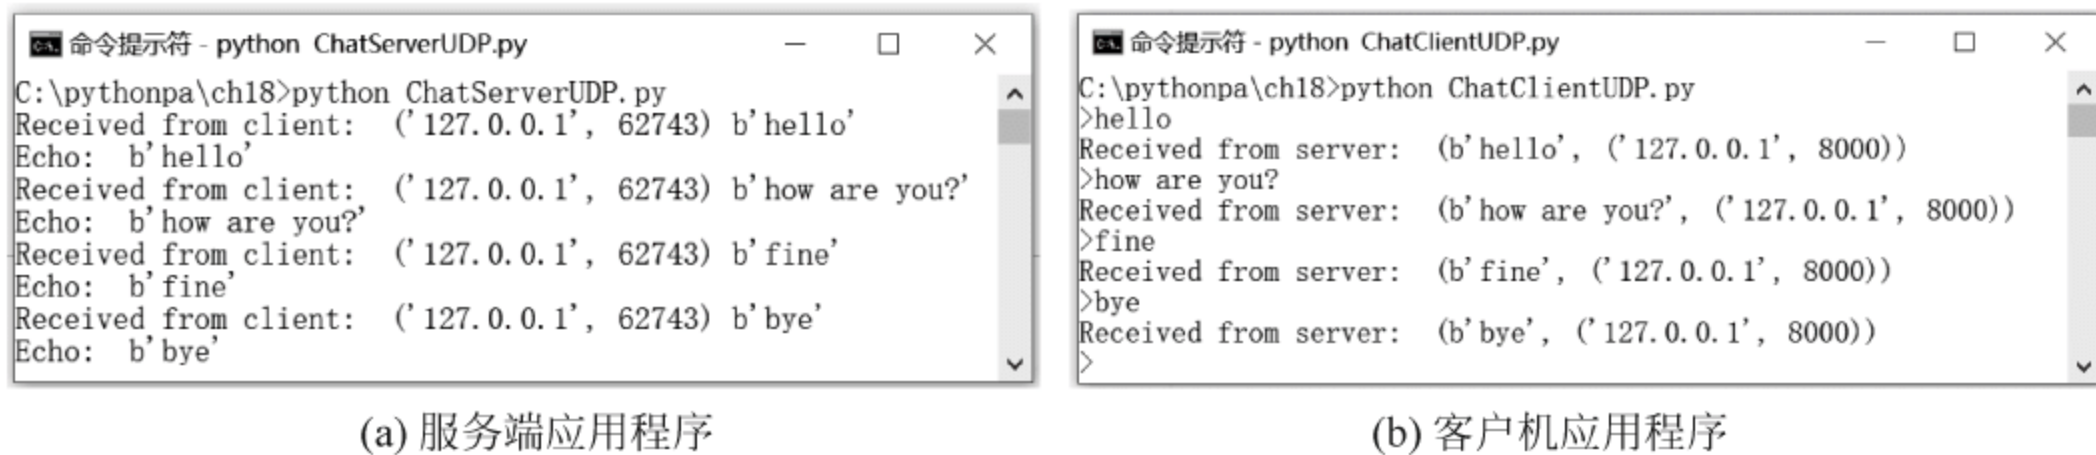 命令提示符 - python ChatServerUDP.py
C:\pythonpa\ch18>python ChatServerUDP.py
Received from client: ('127.0.0.1', 62743) b'hello'
Echo: b'hello'
Received from client: ('127.0.0.1', 62743) b'how are you?'
Echo: b'how are you?'
Received from client: ('127.0.0.1', 62743) b'fine'
Echo: b'fine'
Received from client: ('127.0.0.1', 62743) b'bye'
Echo: b'bye'
(a) 服务端应用程序
命令提示符 - python ChatClientUDP.py
C:\pythonpa\ch18>python ChatClientUDP.py
>hello
Received from server: (b'hello', ('127.0.0.1', 8000))
>how are you?
Received from server: (b'how are you?', ('127.0.0.1', 8000))
>fine
Received from server: (b'fine', ('127.0.0.1', 8000))
>bye
Received from server: (b'bye', ('127.0.0.1', 8000))
>
(b) 客户机应用程序